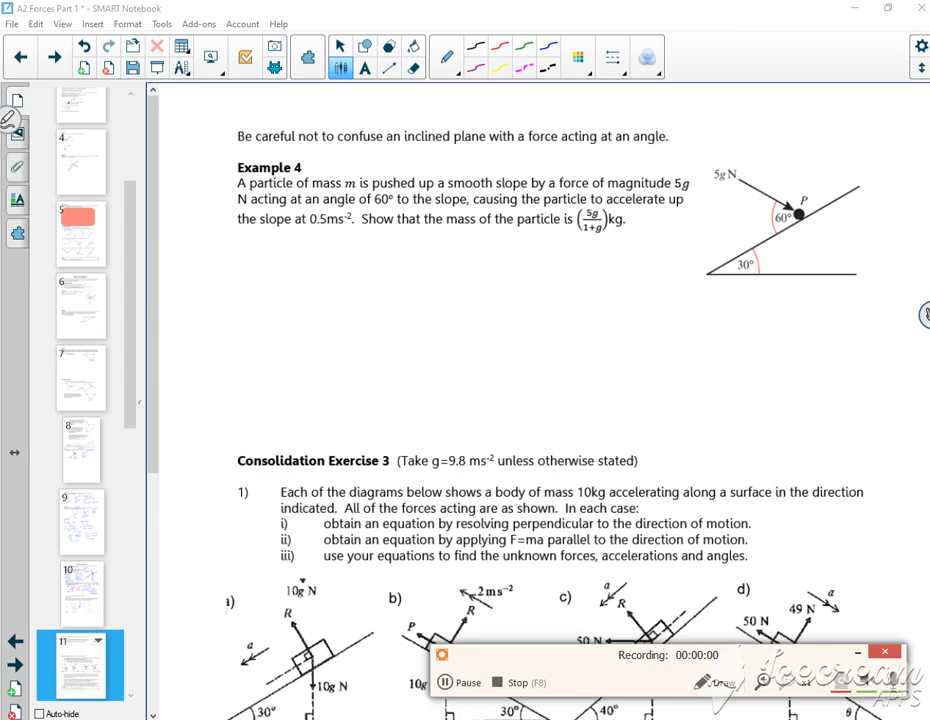 A2 Forces Part 1 * - SMART Notebook
File Edit View Insert Format Tools Add-ons Account Help
Be careful not to confuse an inclined plane with a force acting at an angle.
Example 4
A particle of mass m is pushed up a smooth slope by a force of magnitude 5g
N acting at an angle of 60° to the slope, causing the particle to accelerate up
the slope at 0.5ms⁻². Show that the mass of the particle is (5g/1+g)kg.
5g N
P
60°
30°
Consolidation Exercise 3 (Take g=9.8 ms⁻² unless otherwise stated)
1) Each of the diagrams below shows a body of mass 10kg accelerating along a surface in the direction
indicated. All of the forces acting are as shown. In each case:
i) obtain an equation by resolving perpendicular to the direction of motion.
ii) obtain an equation by applying F=ma parallel to the direction of motion.
iii) use your equations to find the unknown forces, accelerations and angles.
10g N
R
a
10g N
30°
b)
2ms⁻²
R
P
10g
30°
c)
a
R
50 N
40°
d)
a
49 N
50 N
θ
4
5
6
7
8
9
10
11
Auto-hide
Recording: 00:00:00
Pause Stop (F8) Draw
Icecream
APPS